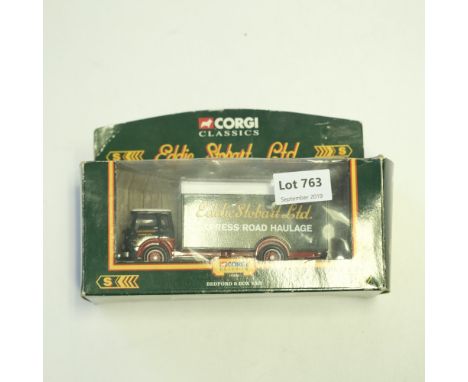 CORGI
CLASSICS
Eddie Stobart Ltd
S
S
Lot 763
September 2019
Eddie Stobart Ltd.
EXPRESS ROAD HAULAGE
S
CORGI
BEDFORD S BOX VAN